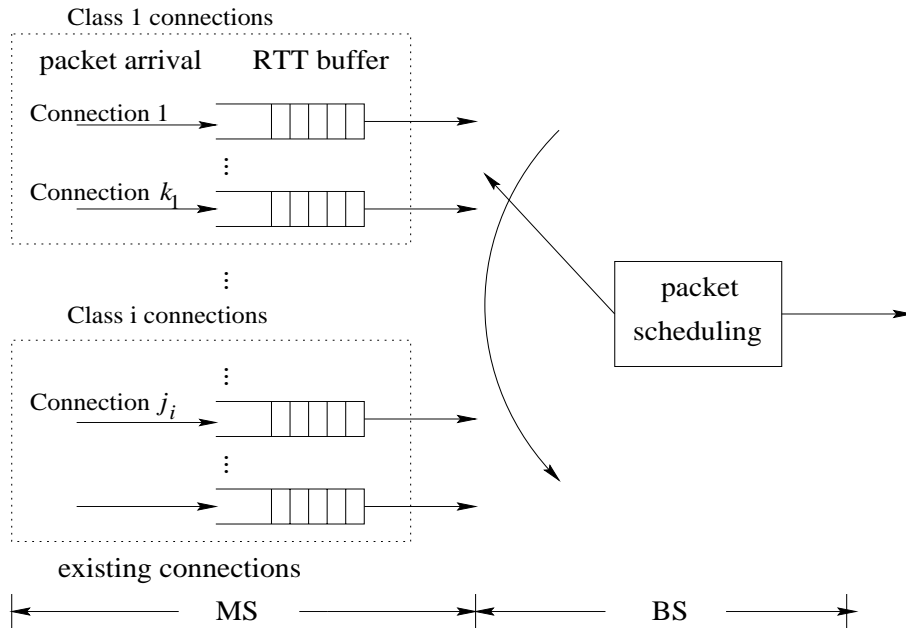 Class 1 connections
packet arrival RTT buffer
Connection 1
...
Connection k1
...
Class i connections
...
Connection ji
...
existing connections
packet
scheduling
MS BS